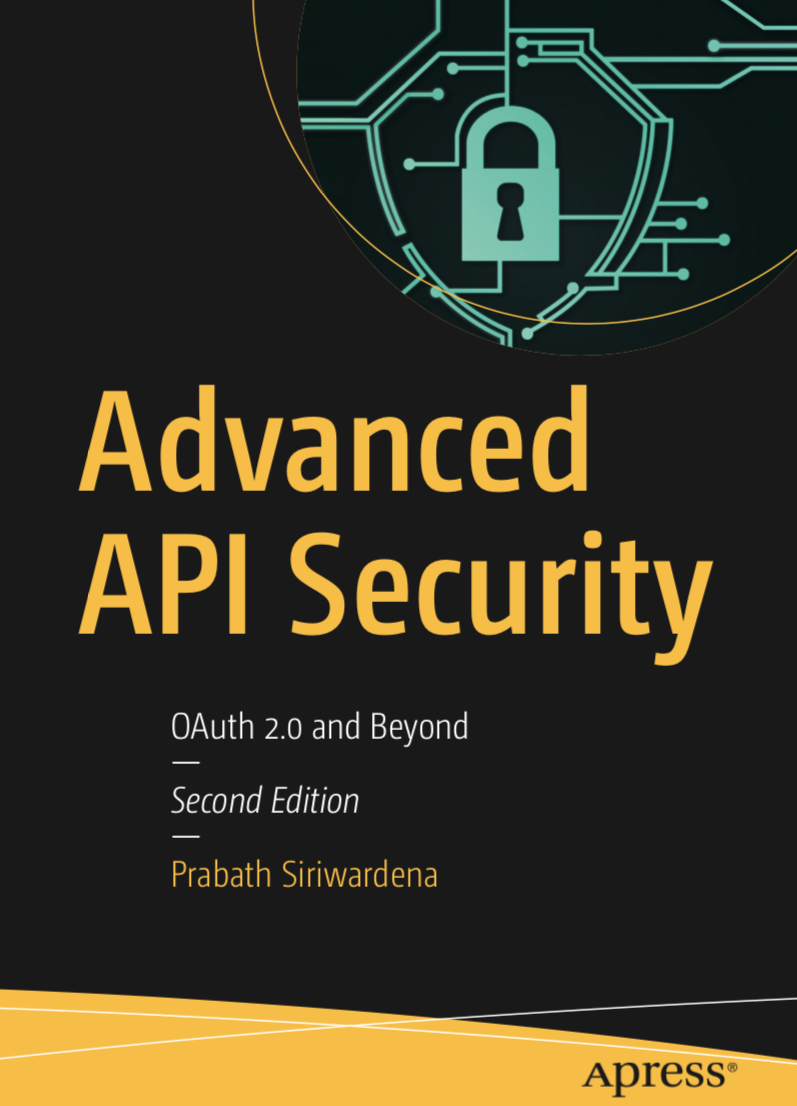 Advanced
API Security
OAuth 2.0 and Beyond
—
Second Edition
—
Prabath Siriwardena
Apress®